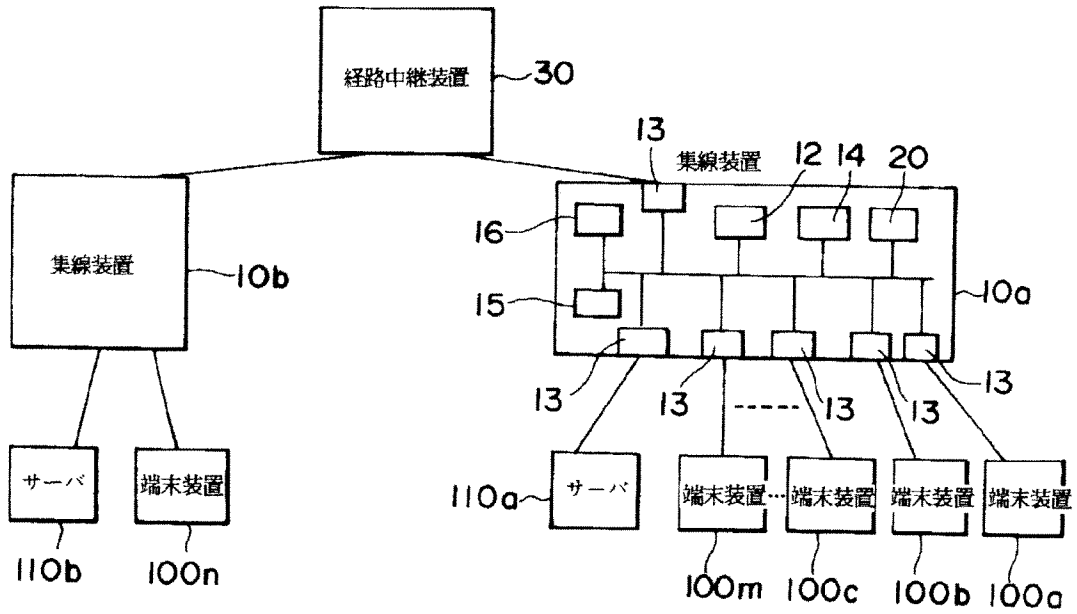 経路中継装置
30
集線装置
13
12
14
20
16
15
10a
集線装置
10b
13
13
13
13
13
サーバ
端末装置
サーバ
110a
端末装置
…
端末装置
端末装置
端末装置
110b
100n
100m
100c
100b
100a